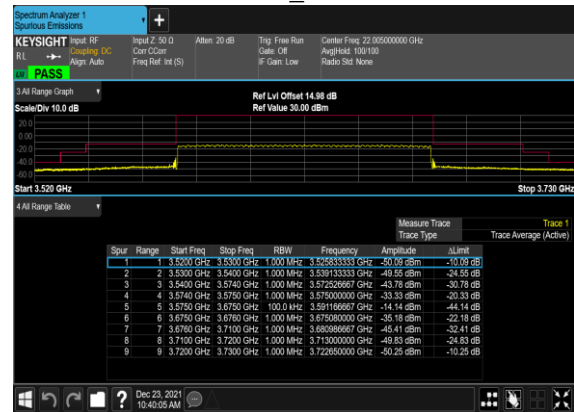 Spectrum Analyzer 1
Spurious Emissions
KEYSIGHT Input: RF Input Z: 50 Ω Atten: 20 dB Trig: Free Run Center Freq: 22.005000000 GHz
RL Coupling: DC Corr CCorr Gate: Off Avg|Hold: 100/100
Align: Auto Freq Ref: Int (S) IF Gain: Low Radio Std: None
PASS
3 All Range Graph
Ref Lvl Offset 14.98 dB
Scale/Div 10.0 dB Ref Value 30.00 dBm
20.0
0.00
-20.0
-40.0
-60.0
Start 3.520 GHz Stop 3.730 GHz
4 All Range Table
Measure Trace Trace 1
Trace Type Trace Average (Active)
Spur Range Start Freq Stop Freq RBW Frequency Amplitude ΔLimit
1 1 3.5200 GHz 3.5300 GHz 1.000 MHz 3.525833333 GHz -50.09 dBm -10.09 dB
2 2 3.5300 GHz 3.5400 GHz 1.000 MHz 3.539133333 GHz -49.55 dBm -24.55 dB
3 3 3.5400 GHz 3.5740 GHz 1.000 MHz 3.572526667 GHz -43.78 dBm -30.78 dB
4 4 3.5740 GHz 3.5750 GHz 1.000 MHz 3.575000000 GHz -33.33 dBm -20.33 dB
5 5 3.5750 GHz 3.6750 GHz 100.0 kHz 3.591166667 GHz -14.14 dBm -44.14 dB
6 6 3.6750 GHz 3.6760 GHz 1.000 MHz 3.675080000 GHz -35.18 dBm -22.18 dB
7 7 3.6760 GHz 3.7100 GHz 1.000 MHz 3.680986667 GHz -45.41 dBm -32.41 dB
8 8 3.7100 GHz 3.7200 GHz 1.000 MHz 3.713000000 GHz -49.83 dBm -24.83 dB
9 9 3.7200 GHz 3.7300 GHz 1.000 MHz 3.722650000 GHz -50.25 dBm -10.25 dB
Dec 23, 2021
10:40:05 AM